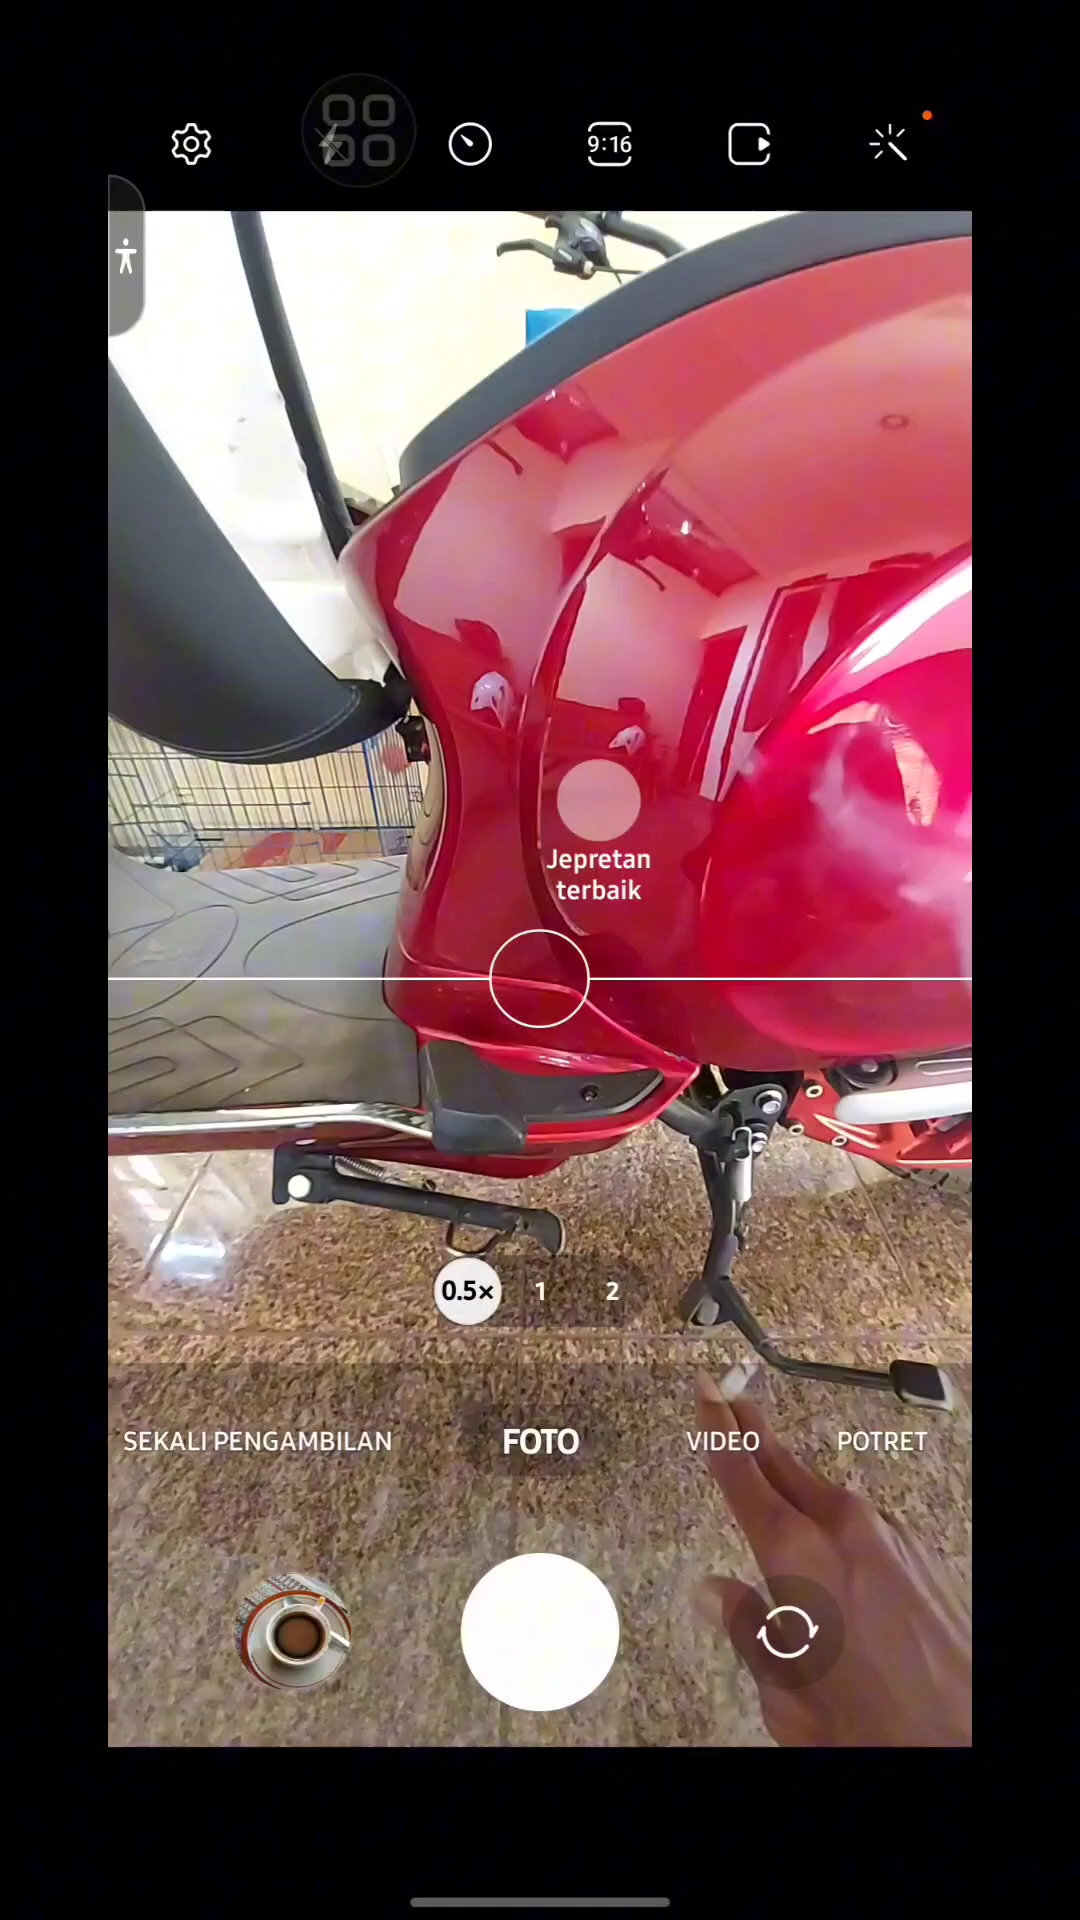 9:16
Jepretan
terbaik
0.5×
1
2
SEKALI PENGAMBILAN
FOTO
VIDEO
POTRET